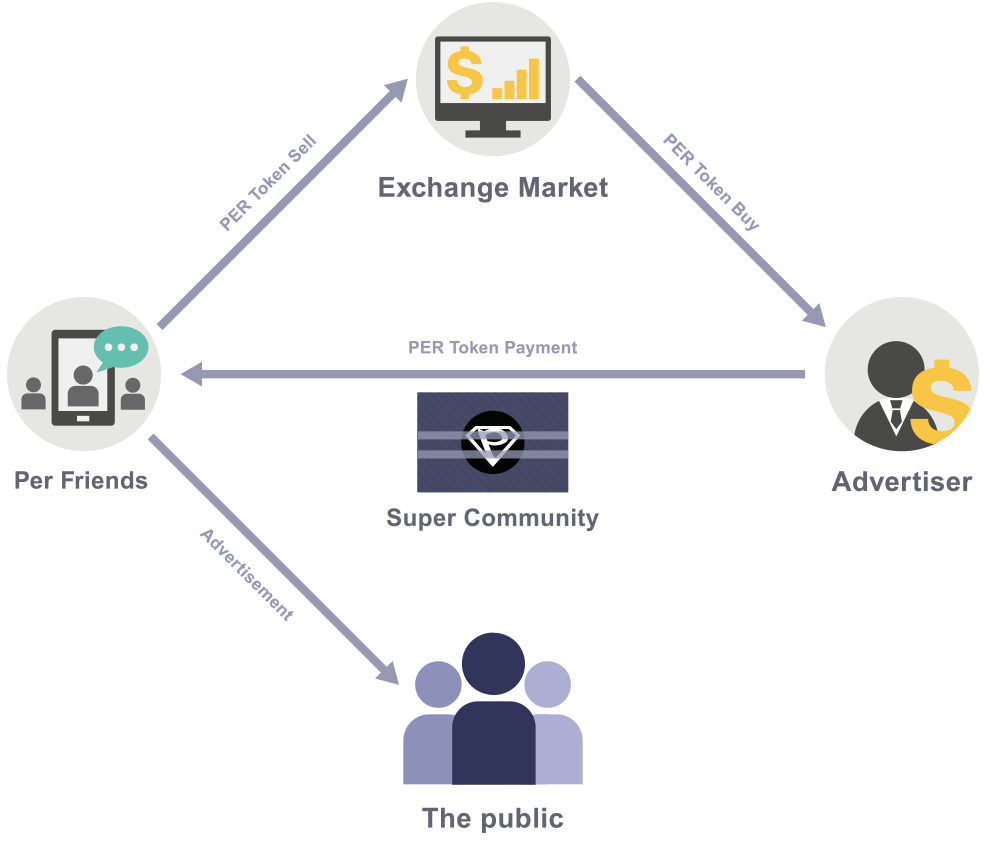 $
Exchange Market
PER Token Sell
PER Token Buy
PER Token Payment
$
P
Per Friends
Super Community
Advertiser
Advertisement
The public